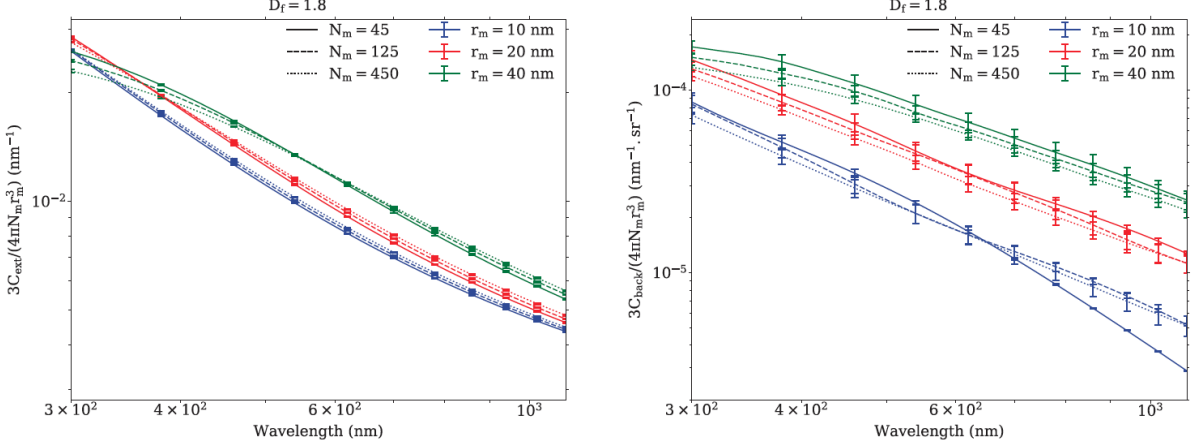 D_f = 1.8
N_m = 45
N_m = 125
N_m = 450
r_m = 10 nm
r_m = 20 nm
r_m = 40 nm
3C_ext/(4πN_m r_m^3) (nm^−1)
10^−2
3 × 10^2
4 × 10^2
6 × 10^2
10^3
Wavelength (nm)
D_f = 1.8
N_m = 45
N_m = 125
N_m = 450
r_m = 10 nm
r_m = 20 nm
r_m = 40 nm
3C_back/(4πN_m r_m^3) (nm^−1. sr^−1)
10^−4
10^−5
3 × 10^2
4 × 10^2
6 × 10^2
10^3
Wavelength (nm)